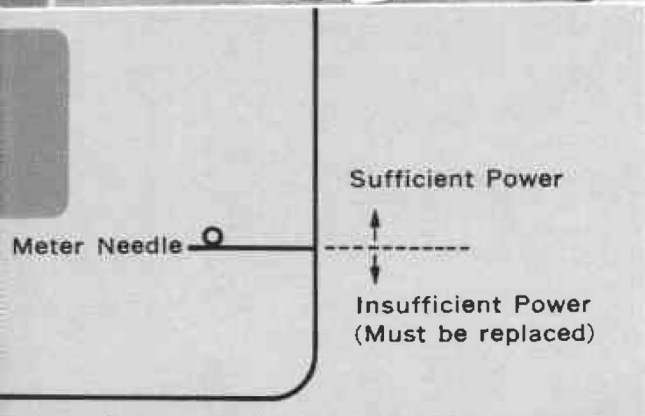 Sufficient Power
Meter Needle
Insufficient Power
(Must be replaced)